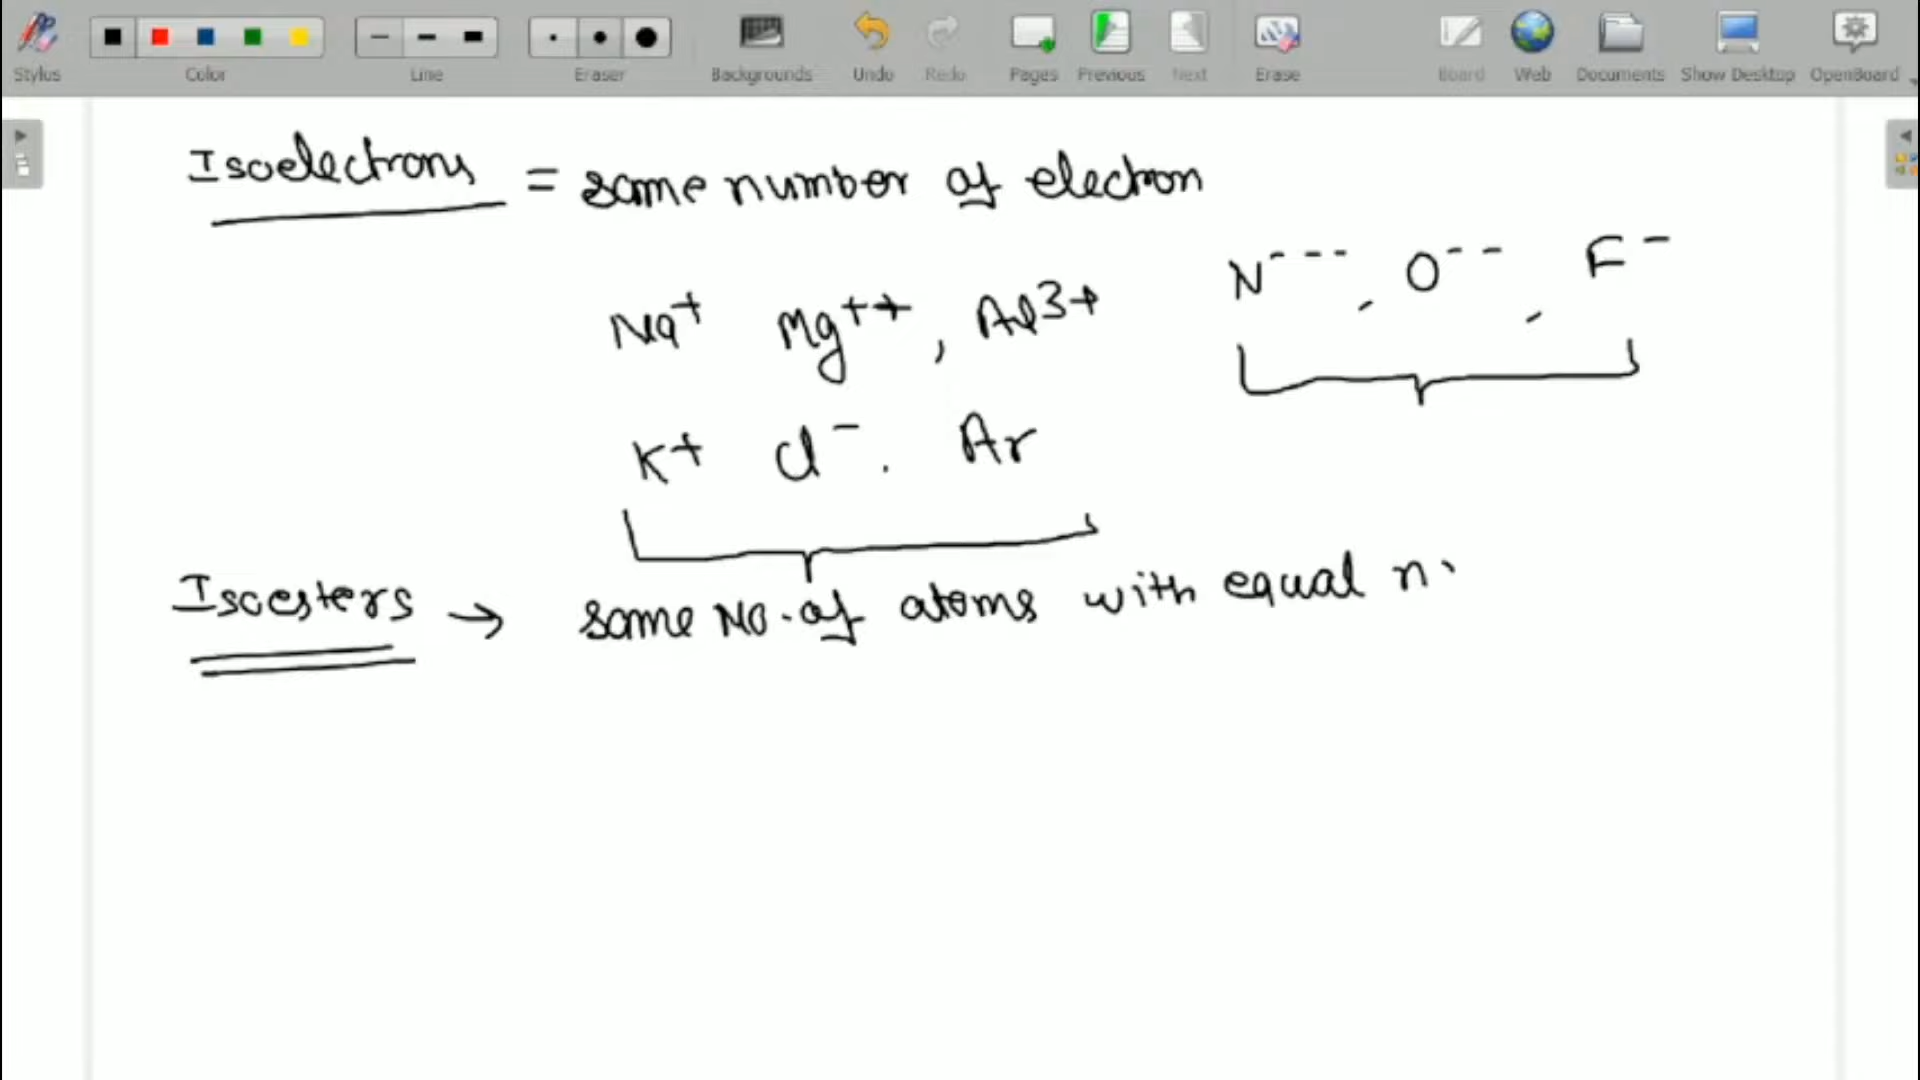 Stylus Color Line Eraser Backgrounds Undo Redo Pages Previous Next Erase Board Web Documents Show Desktop OpenBoard
Isoelectrons = same number of electron
N--- , O-- , F-
Na+ Mg++ , Al3+
K+ Cl- . Ar
Isoesters → same No. of atoms with equal n.